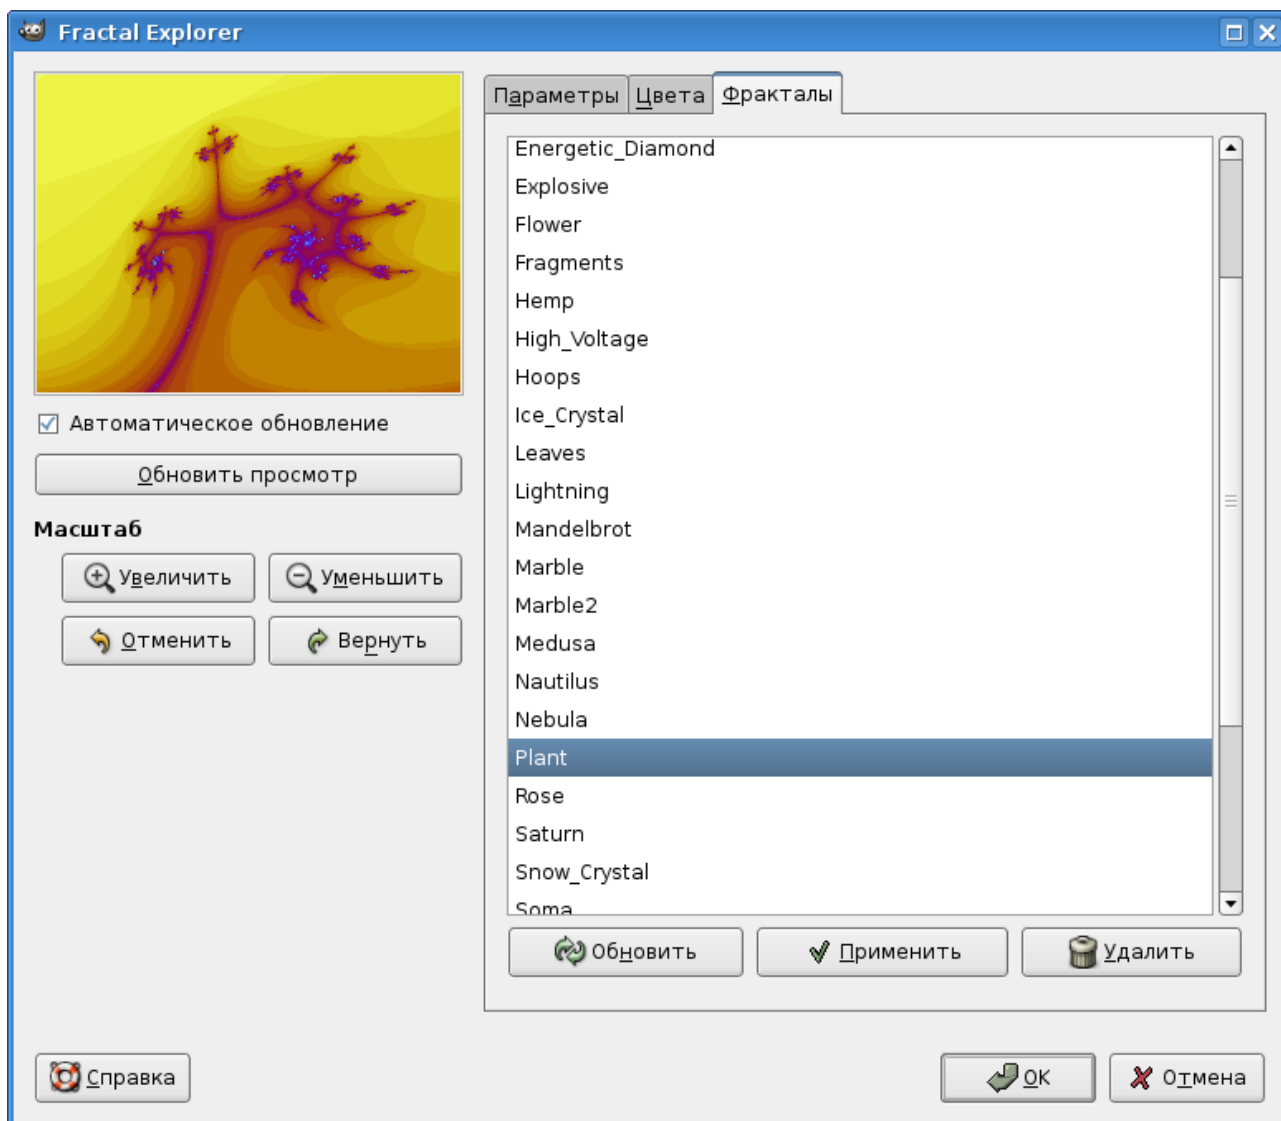 Fractal Explorer
Автоматическое обновление
Обновить просмотр
Масштаб
Увеличить Уменьшить
Отменить Вернуть
Параметры Цвета Фракталы
Energetic_Diamond
Explosive
Flower
Fragments
Hemp
High_Voltage
Hoops
Ice_Crystal
Leaves
Lightning
Mandelbrot
Marble
Marble2
Medusa
Nautilus
Nebula
Plant
Rose
Saturn
Snow_Crystal
Soma
Обновить Применить Удалить
Справка OK Отмена